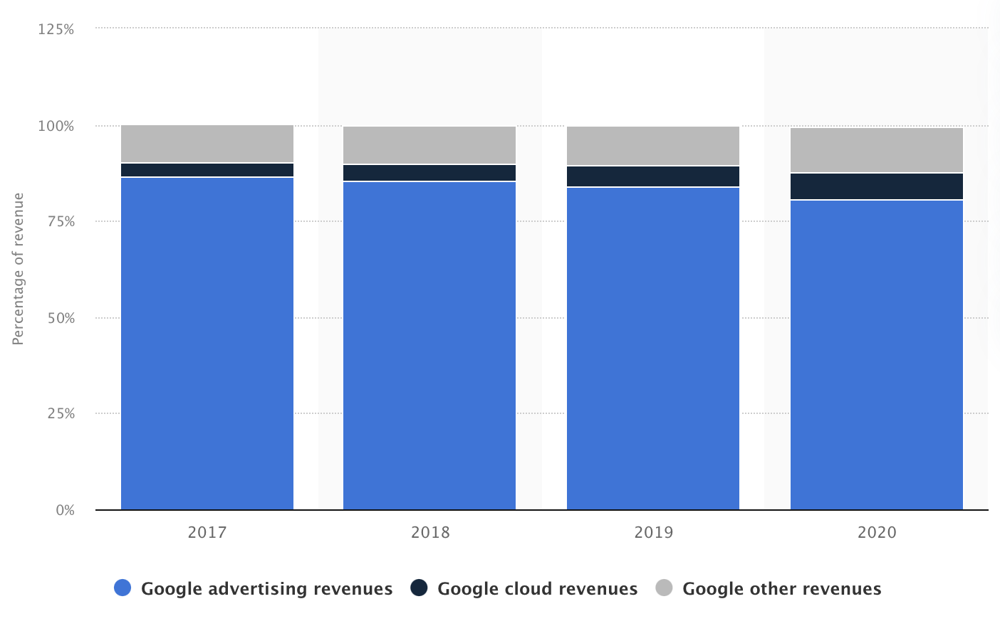 125%
100%
75%
50%
25%
0%
Percentage of revenue
2017 2018 2019 2020
Google advertising revenues Google cloud revenues Google other revenues